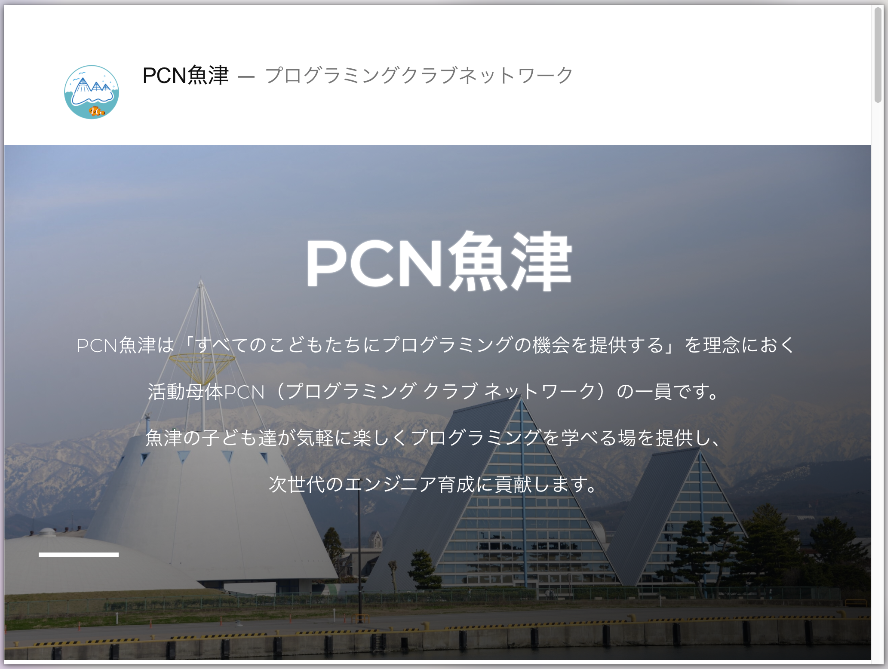 PCN魚津 — プログラミングクラブネットワーク
PCN魚津
PCN魚津は「すべてのこどもたちにプログラミングの機会を提供する」を理念におく
活動母体PCN（プログラミング クラブ ネットワーク）の一員です。
魚津の子ども達が気軽に楽しくプログラミングを学べる場を提供し、
次世代のエンジニア育成に貢献します。